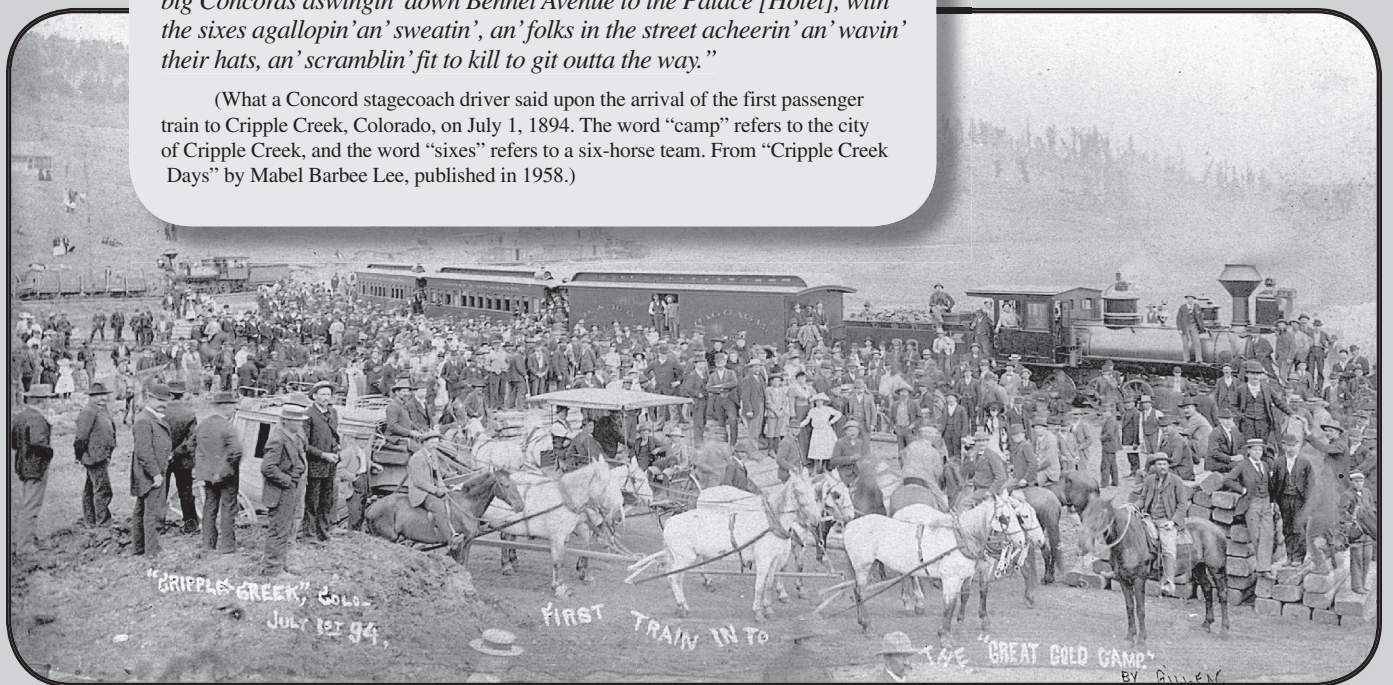 big Concords aswingin' down Bennet Avenue to the Palace [Hotel], with
the sixes agallopin' an' sweatin', an' folks in the street acheerin' an' wavin'
their hats, an' scramblin' fit to kill to git outta the way."
(What a Concord stagecoach driver said upon the arrival of the first passenger
train to Cripple Creek, Colorado, on July 1, 1894. The word "camp" refers to the city
of Cripple Creek, and the word "sixes" refers to a six-horse team. From "Cripple Creek
Days" by Mabel Barbee Lee, published in 1958.)
BAGGAGE
"CRIPPLE-CREEK", COLO-
JULY 1ST 94,
FIRST TRAIN INTO
THE "GREAT GOLD CAMP"
BY GILLEN